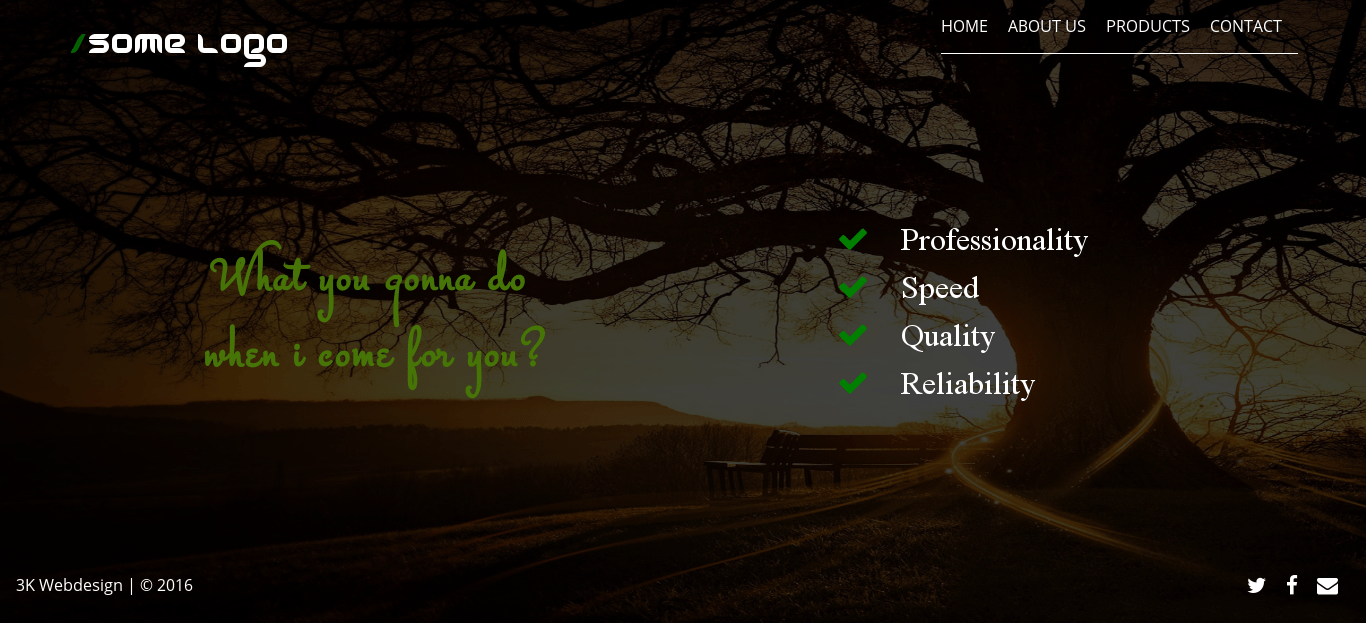 /some logo
HOME ABOUT US PRODUCTS CONTACT
What you gonna do
when i come for you?
Professionality
Speed
Quality
Reliability
3K Webdesign | © 2016